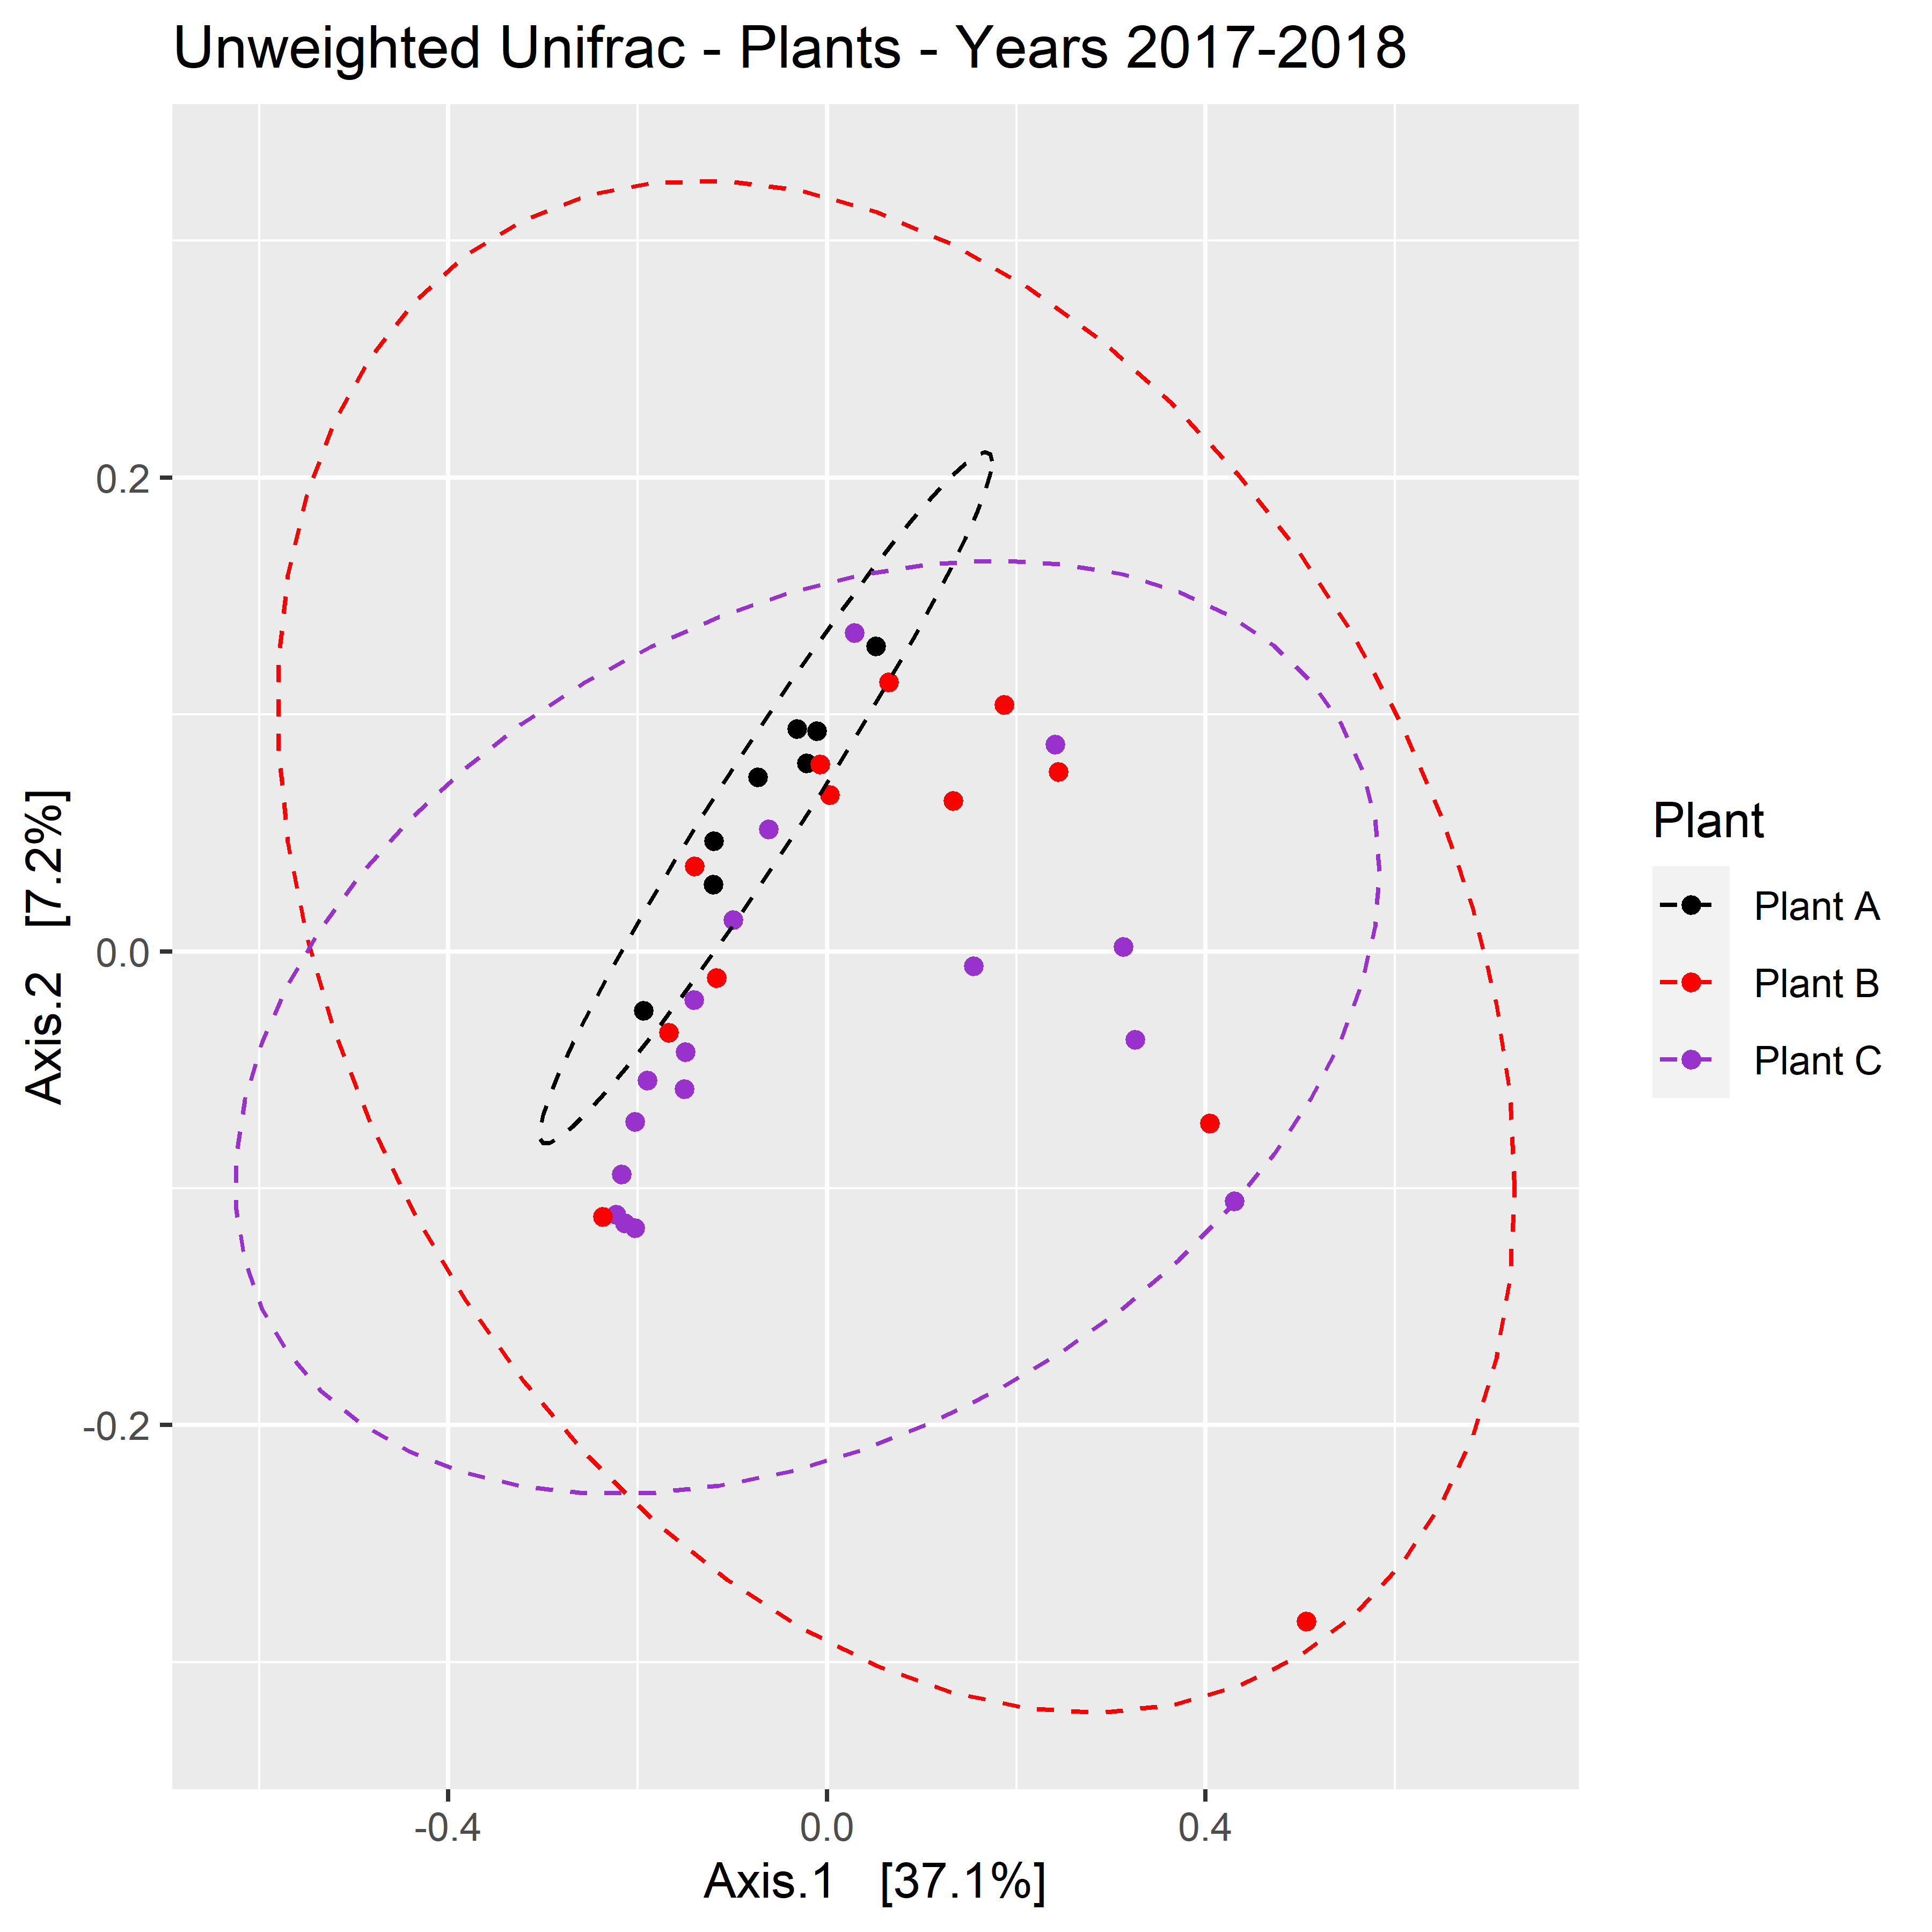 Unweighted Unifrac - Plants - Years 2017-2018
0.2
0.0
-0.2
Axis.2 [7.2%]
-0.4
0.0
0.4
Axis.1 [37.1%]
Plant
Plant A
Plant B
Plant C